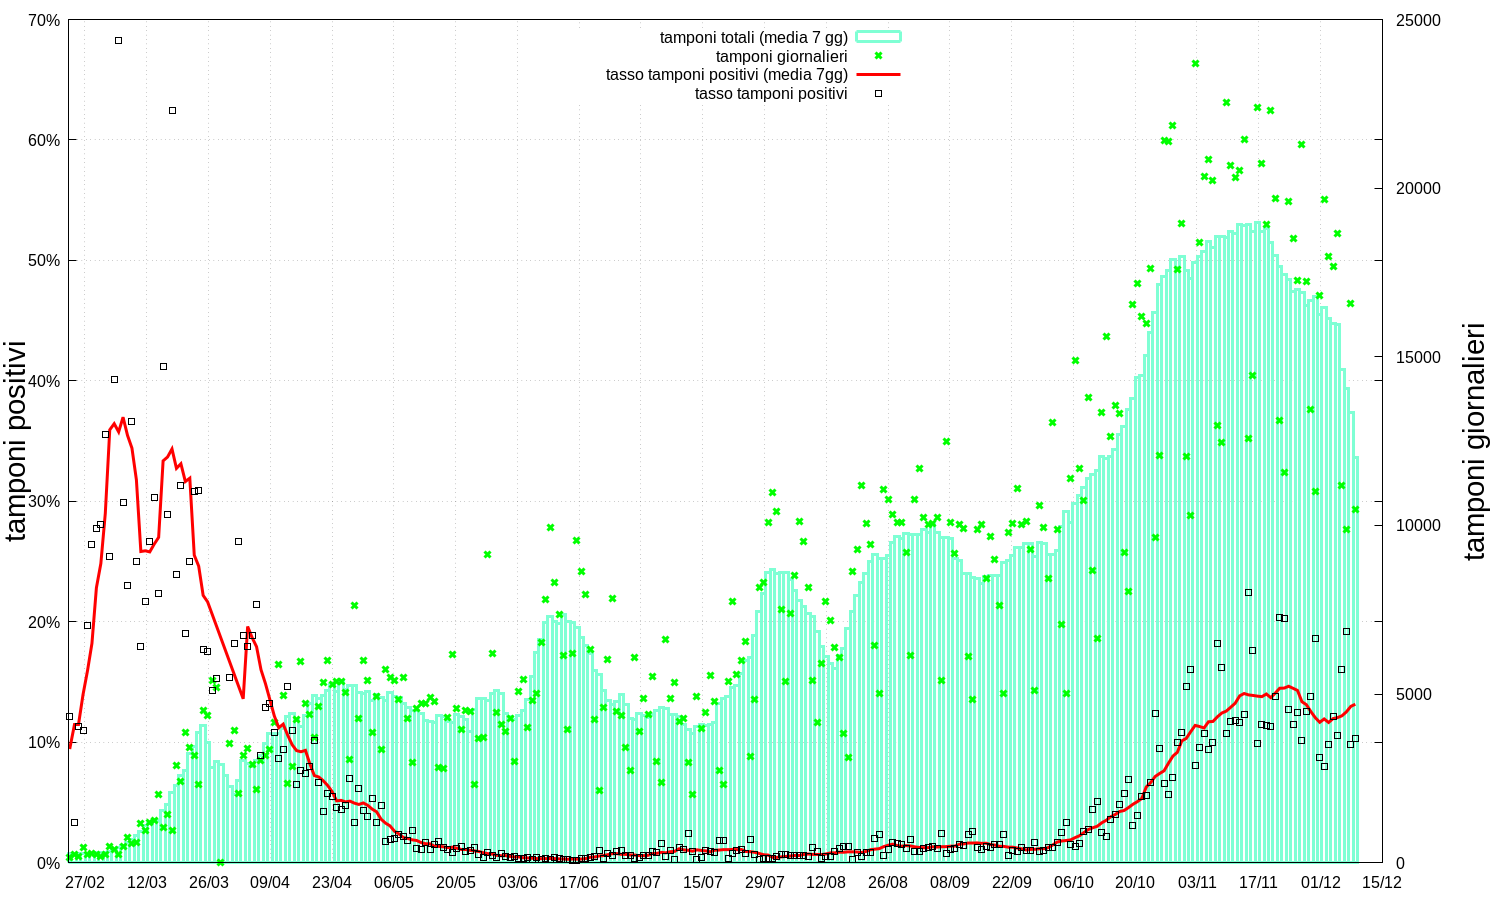 70%
60%
50%
40%
30%
20%
10%
0%
tamponi positivi
tamponi totali (media 7 gg)
tamponi giornalieri
tasso tamponi positivi (media 7gg)
tasso tamponi positivi
25000
20000
15000
10000
5000
0
tamponi giornalieri
27/02 12/03 26/03 09/04 23/04 06/05 20/05 03/06 17/06 01/07 15/07 29/07 12/08 26/08 08/09 22/09 06/10 20/10 03/11 17/11 01/12 15/12